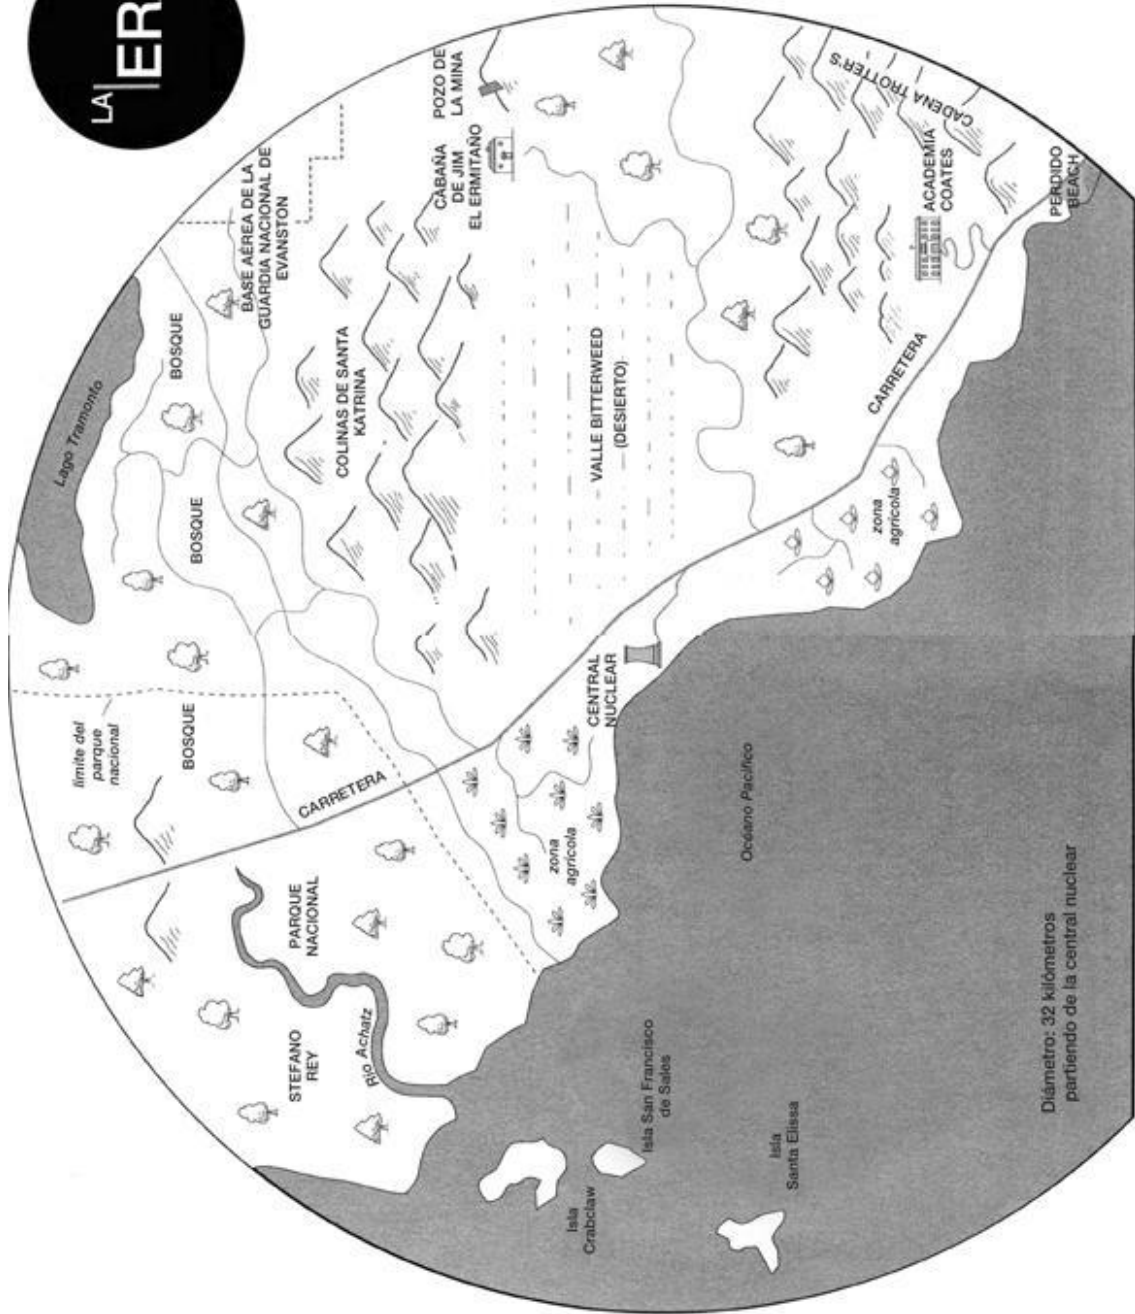 LA
ER
Lago Tramonto
límite del
parque
nacional
BOSQUE
BOSQUE
BOSQUE
BASE AÉREA DE LA
GUARDIA NACIONAL DE
EVANSTON
STEFANO
REY
PARQUE
NACIONAL
CARRETERA
COLINAS DE SANTA
KATRINA
Río Achatz
CABAÑA
DE JIM
EL ERMITAÑO
POZO DE
LA MINA
zona
agrícola
CENTRAL
NUCLEAR
VALLE BITTERWEED
(DESIERTO)
Isla
Crabclaw
Isla San Francisco
de Sales
Océano Pacífico
Isla
Santa Elissa
zona
agrícola
CARRETERA
CADENA TROTTER'S
ACADEMIA
COATES
PERDIDO
BEACH
Diámetro: 32 kilómetros
partiendo de la central nuclear